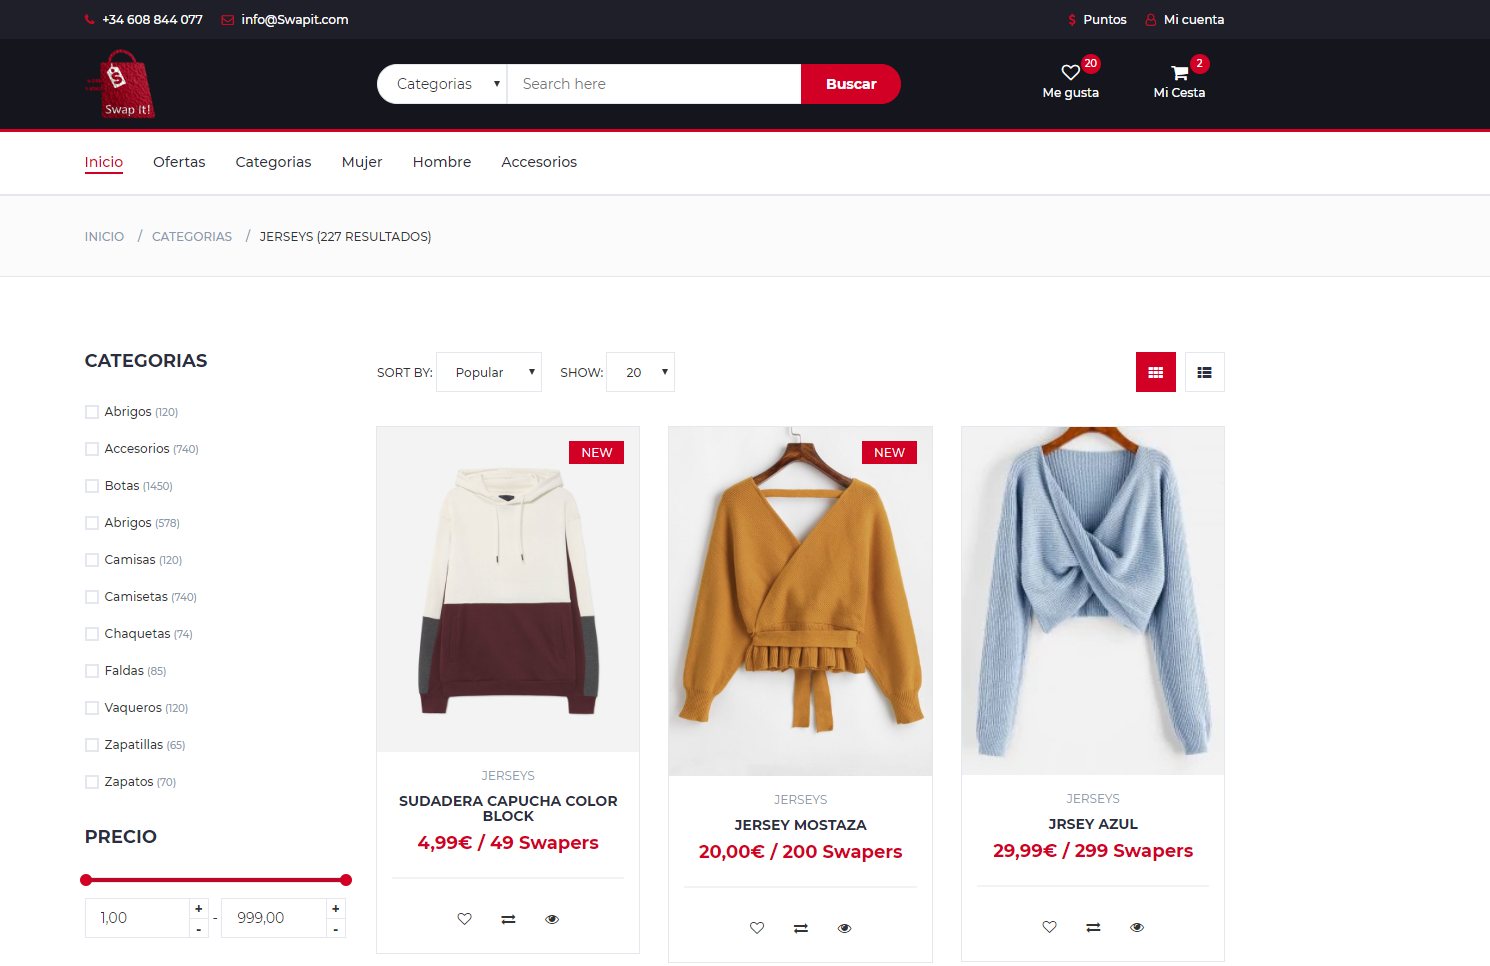 +34 608 844 077 info@Swapit.com $ Puntos Mi cuenta
S
Swap it!
Categorias Search here Buscar
20
Me gusta
2
Mi Cesta
Inicio Ofertas Categorias Mujer Hombre Accesorios
INICIO / CATEGORIAS / JERSEYS (227 RESULTADOS)
CATEGORIAS
Abrigos (120)
Accesorios (740)
Botas (1450)
Abrigos (578)
Camisas (120)
Camisetas (740)
Chaquetas (74)
Faldas (85)
Vaqueros (120)
Zapatillas (65)
Zapatos (70)
PRECIO
1,00 + - - 999,00 + -
SORT BY: Popular SHOW: 20
NEW
JERSEYS
SUDADERA CAPUCHA COLOR
BLOCK
4,99€ / 49 Swapers
NEW
JERSEYS
JERSEY MOSTAZA
20,00€ / 200 Swapers
JERSEYS
JRSEY AZUL
29,99€ / 299 Swapers